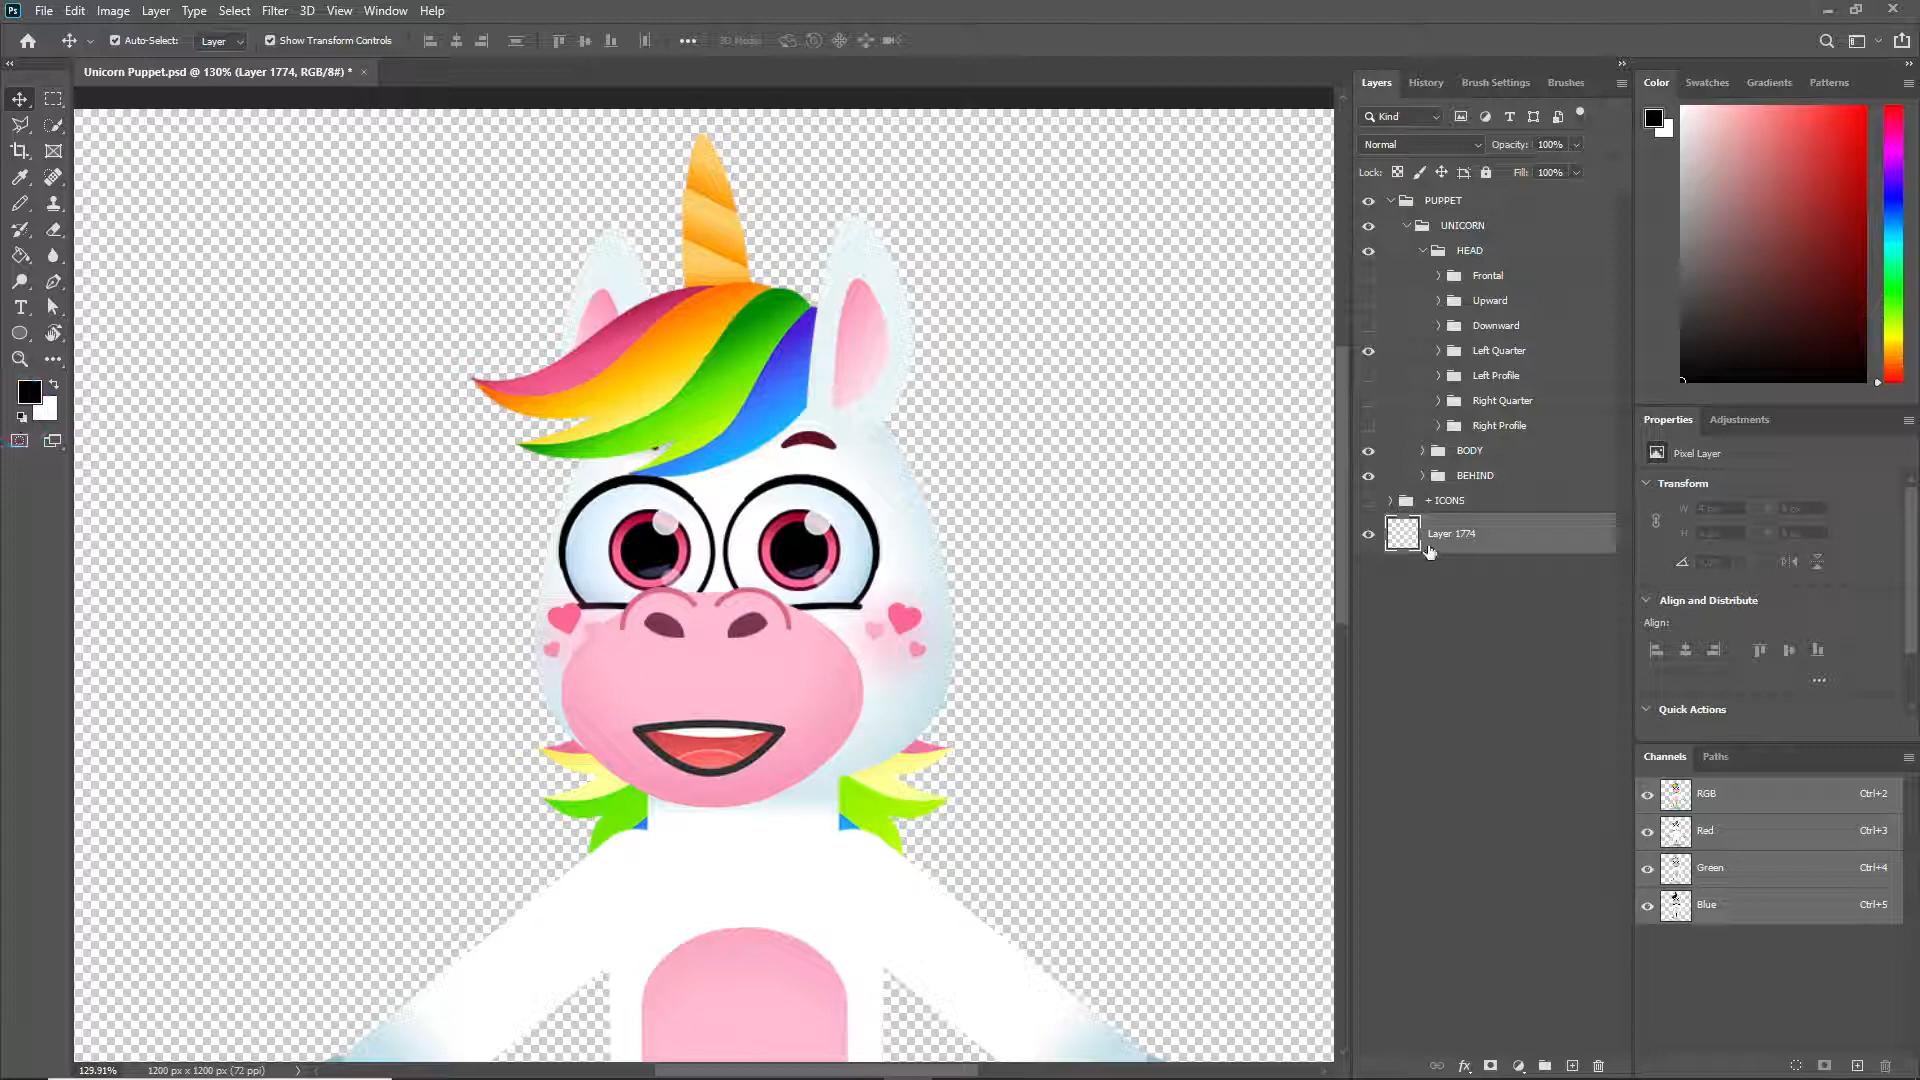 Ps File Edit Image Layer Type Select Filter 3D View Window Help
Auto-Select: Layer Show Transform Controls
Unicorn Puppet.psd @ 130% (Layer 1774, RGB/8#) * ×
Layers History Brush Settings Brushes
Kind
Normal Opacity: 100%
Lock: Fill: 100%
PUPPET
UNICORN
HEAD
Frontal
Upward
Downward
Left Quarter
Left Profile
Right Quarter
Right Profile
BODY
BEHIND
+ ICONS
Layer 1774
Color Swatches Gradients Patterns
Properties Adjustments
Pixel Layer
Transform
W
H
Align and Distribute
Align:
Quick Actions
Channels Paths
RGB Ctrl+2
Red Ctrl+3
Green Ctrl+4
Blue Ctrl+5
129.91% 1200 px x 1200 px (72 ppi)